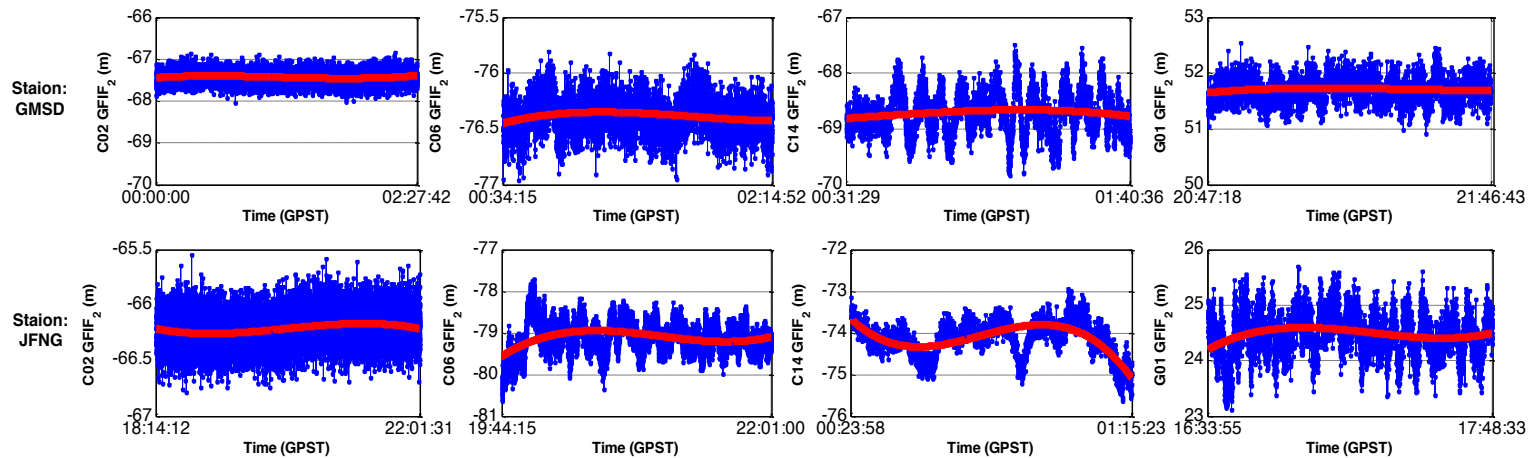 Staion:
GMSD
C02 GFIF2 (m)
-66
-67
-68
-69
-70
00:00:00
02:27:42
Time (GPST)
C06 GFIF2 (m)
-75.5
-76
-76.5
-77
00:34:15
02:14:52
Time (GPST)
C14 GFIF2 (m)
-67
-68
-69
-70
00:31:29
01:40:36
Time (GPST)
G01 GFIF2 (m)
53
52
51
50
20:47:18
21:46:43
Time (GPST)
Staion:
JFNG
C02 GFIF2 (m)
-65.5
-66
-66.5
-67
18:14:12
22:01:31
Time (GPST)
C06 GFIF2 (m)
-77
-78
-79
-80
-81
19:44:15
22:01:00
Time (GPST)
C14 GFIF2 (m)
-72
-73
-74
-75
-76
00:23:58
01:15:23
Time (GPST)
G01 GFIF2 (m)
26
25
24
23
16:33:55
17:48:33
Time (GPST)